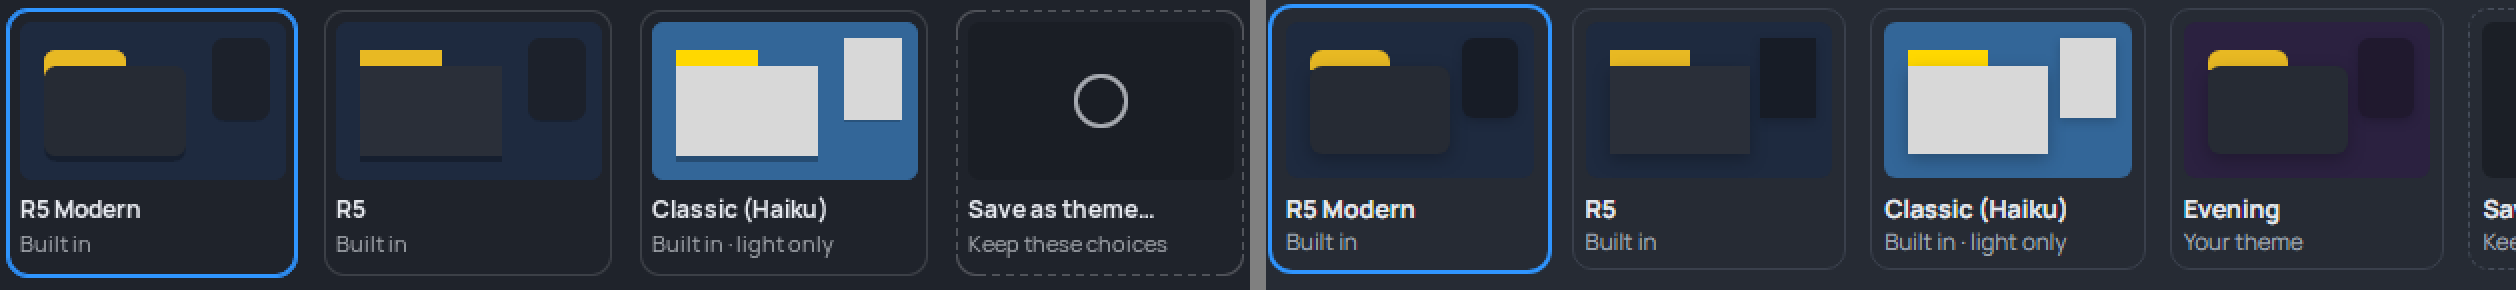 R5 Modern
Built in
R5
Built in
Classic (Haiku)
Built in · light only
Save as theme...
Keep these choices
R5 Modern
Built in
R5
Built in
Classic (Haiku)
Built in · light only
Evening
Your theme